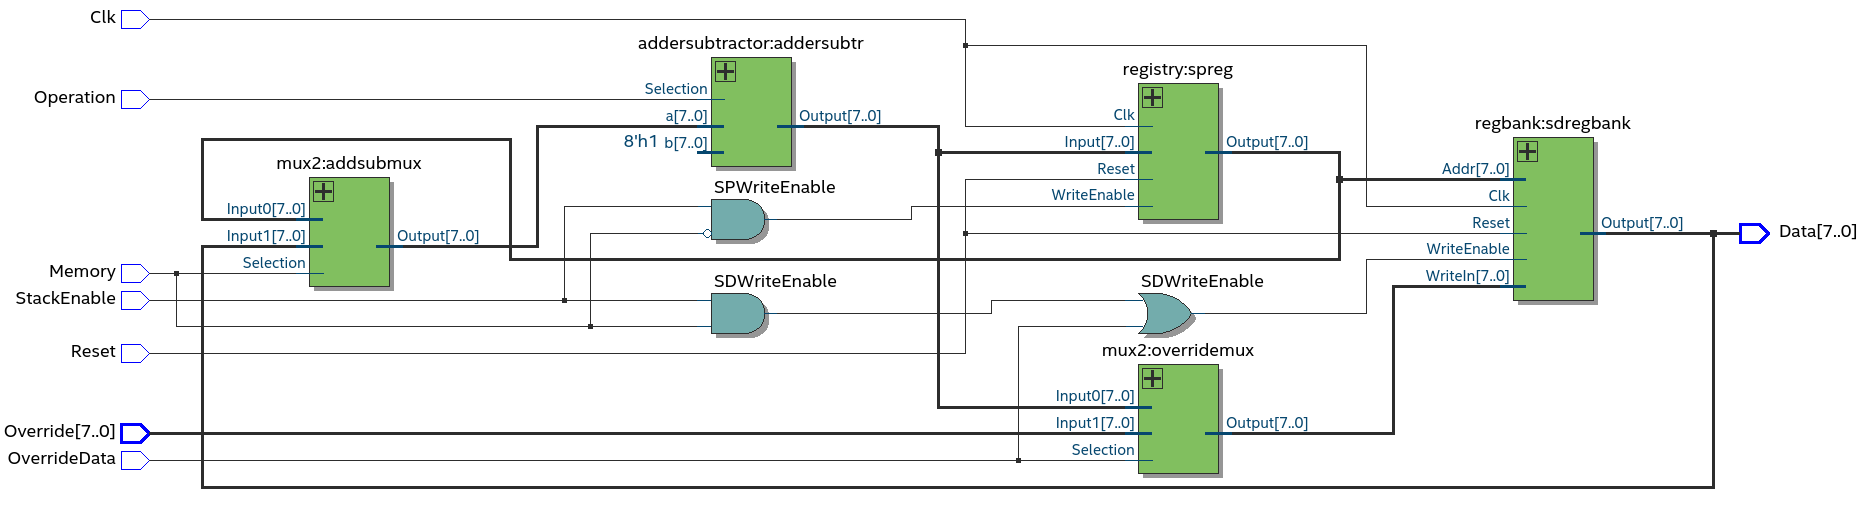 Clk
Operation
Memory
StackEnable
Reset
Override[7..0]
OverrideData
mux2:addsubmux
Input0[7..0]
Input1[7..0]
Selection
Output[7..0]
addersubtractor:addersubtr
Selection
a[7..0]
8'h1 b[7..0]
Output[7..0]
SPWriteEnable
SDWriteEnable
registry:spreg
Clk
Input[7..0]
Reset
WriteEnable
Output[7..0]
SDWriteEnable
mux2:overridemux
Input0[7..0]
Input1[7..0]
Selection
Output[7..0]
regbank:sdregbank
Addr[7..0]
Clk
Reset
WriteEnable
WriteIn[7..0]
Output[7..0]
Data[7..0]